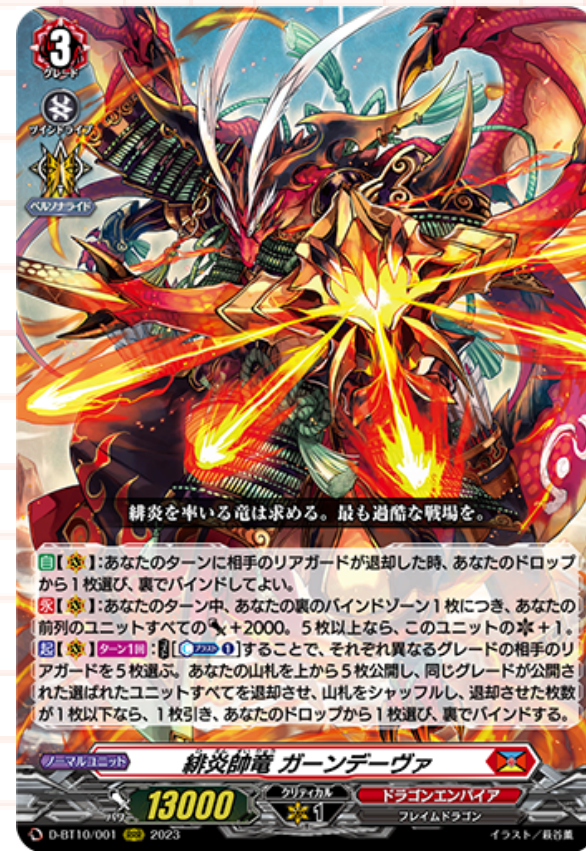 3
グレード
ツインドライブ
ペルソナライド
緋炎を率いる竜は求める。最も過酷な戦場を。
自【】:あなたのターンに相手のリアガードが退却した時、あなたのドロップ
から1枚選び、裏でバインドしてよい。
永【】:あなたのターン中、あなたの裏のバインドゾーン1枚につき、あなたの
前列のユニットすべての+2000。5枚以上なら、このユニットの+1。
起【】ターン1回:[ブラスト1]することで、それぞれ異なるグレードの相手のリ
アガードを5枚選ぶ。あなたの山札を上から5枚公開し、同じグレードが公開さ
れた選ばれたユニットすべてを退却させ、山札をシャッフルし、退却させた枚数
が1枚以下なら、1枚引き、あなたのドロップから1枚選び、裏でバインドする。
ノーマルユニット
緋炎帥竜 ガーンデーヴァ
パワー 13000
クリティカル
1
ドラゴンエンパイア
フレイムドラゴン
D-BT10/001 RRR 2023
イラスト/萩谷薫